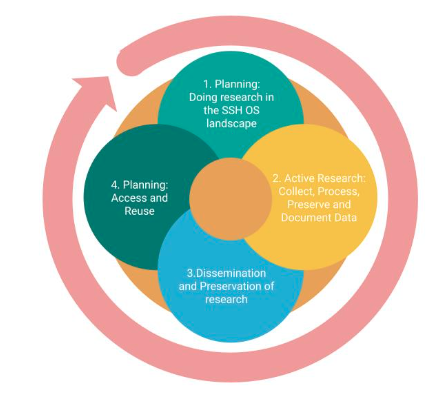 1. Planning:
Doing research in
the SSH OS
landscape
2. Active Research:
Collect, Process,
Preserve and
Document Data
3.Dissemination
and Preservation of
research
4. Planning:
Access and
Reuse